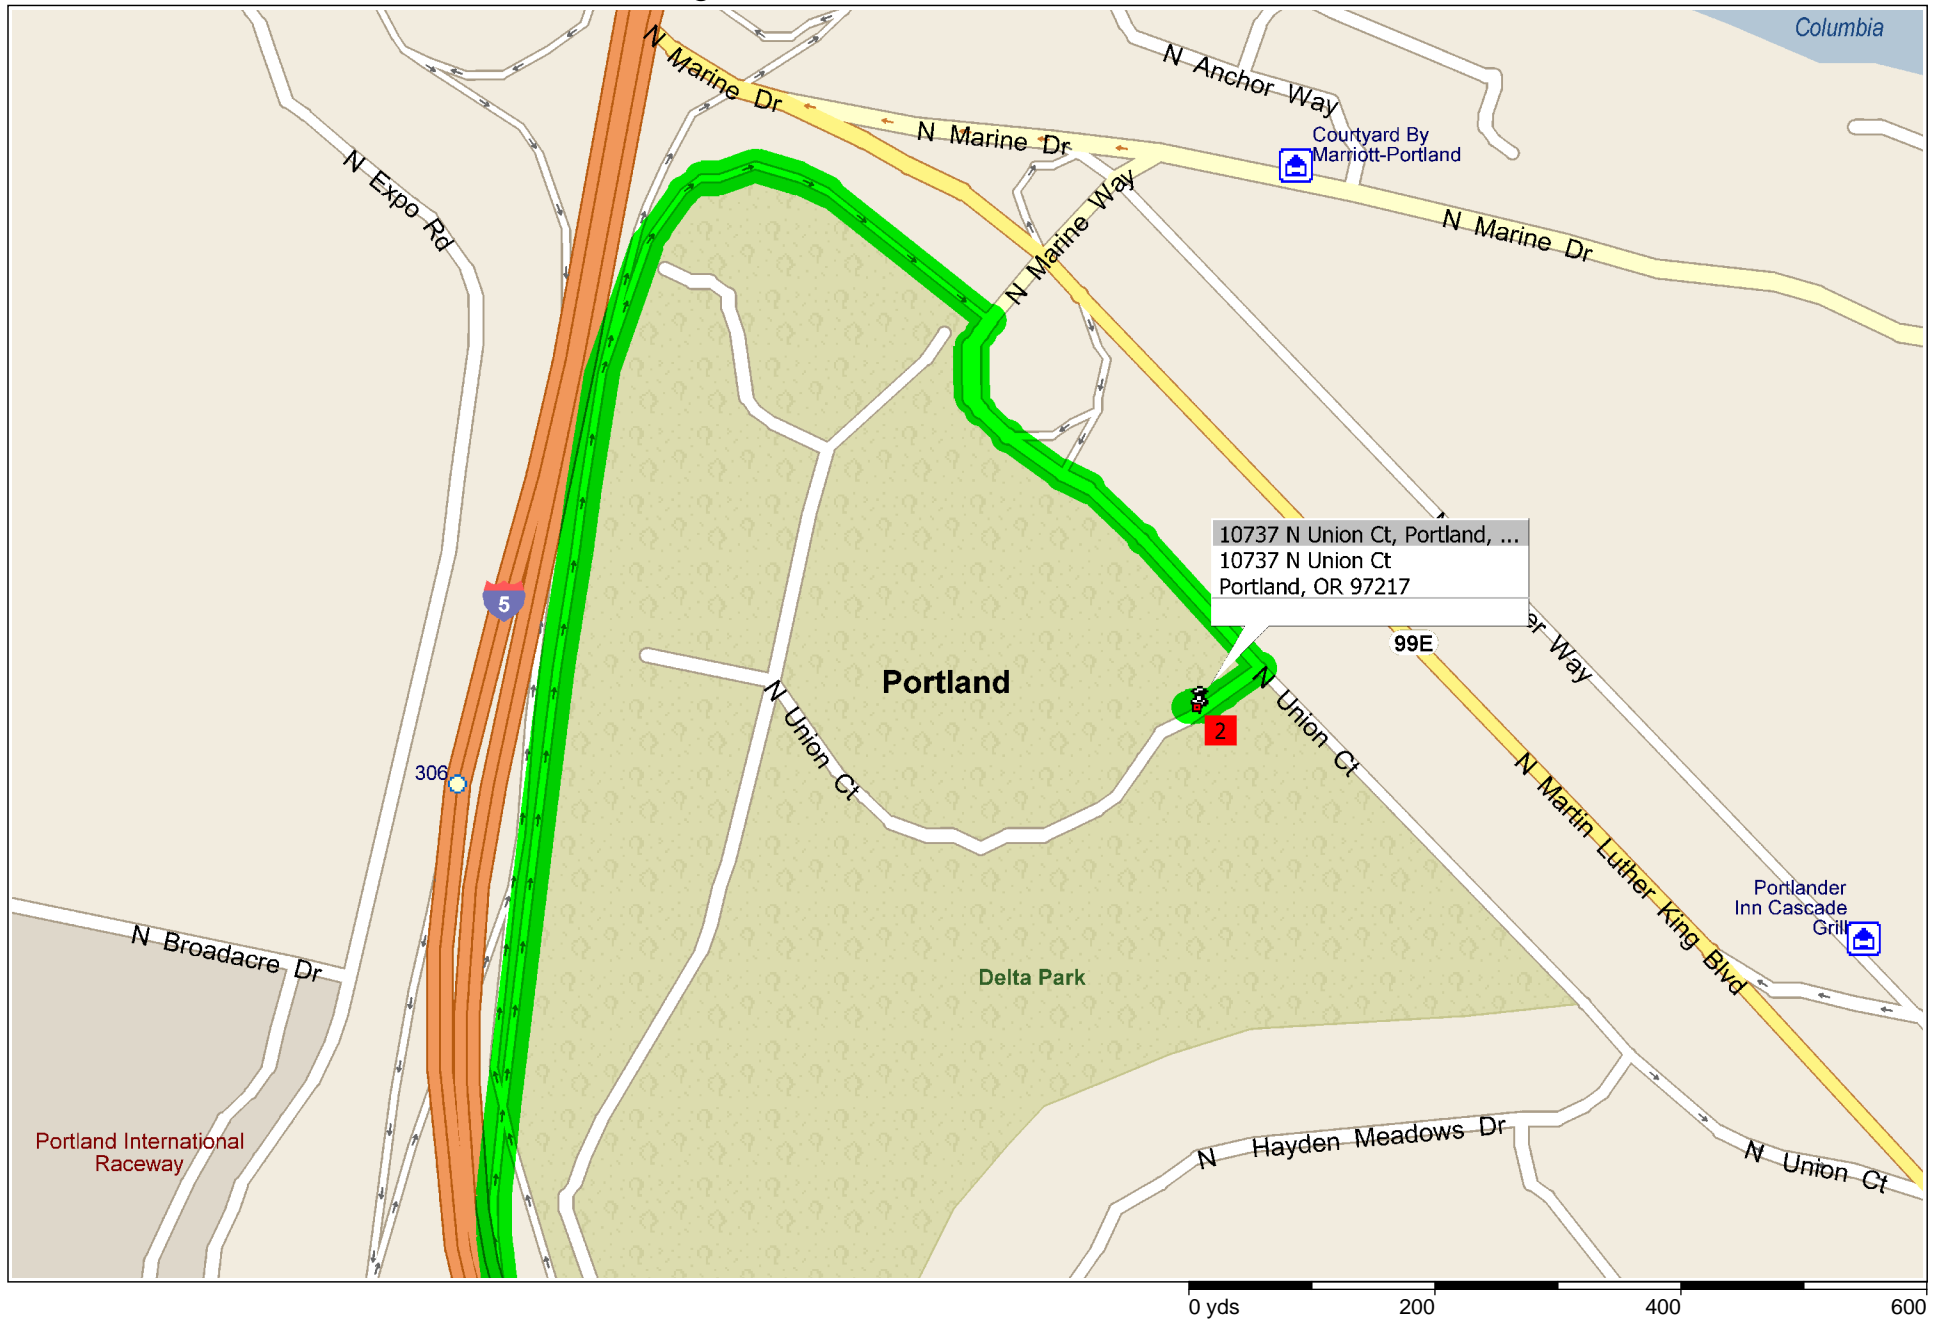 Columbia
N Marine Dr
N Anchor Way
N Marine Dr
Courtyard By
Marriott-Portland
N Expo Rd
N Marine Way
N Marine Dr
10737 N Union Ct, Portland, ...
10737 N Union Ct
Portland, OR 97217
5
er Way
99E
Portland
N Union Ct
2
N Union Ct
306
N Martin Luther King Blvd
Portlander
Inn Cascade
Grill
N Broadacre Dr
Delta Park
Portland International
Raceway
N Hayden Meadows Dr
N Union Ct
0 yds 200 400 600